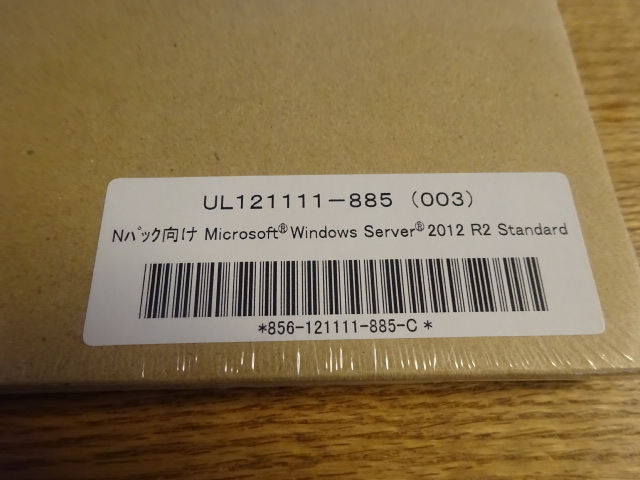 UL121111-885 (003)
Nﾊﾟｯｸ向け Microsoft® Windows Server® 2012 R2 Standard
*856-121111-885-C *